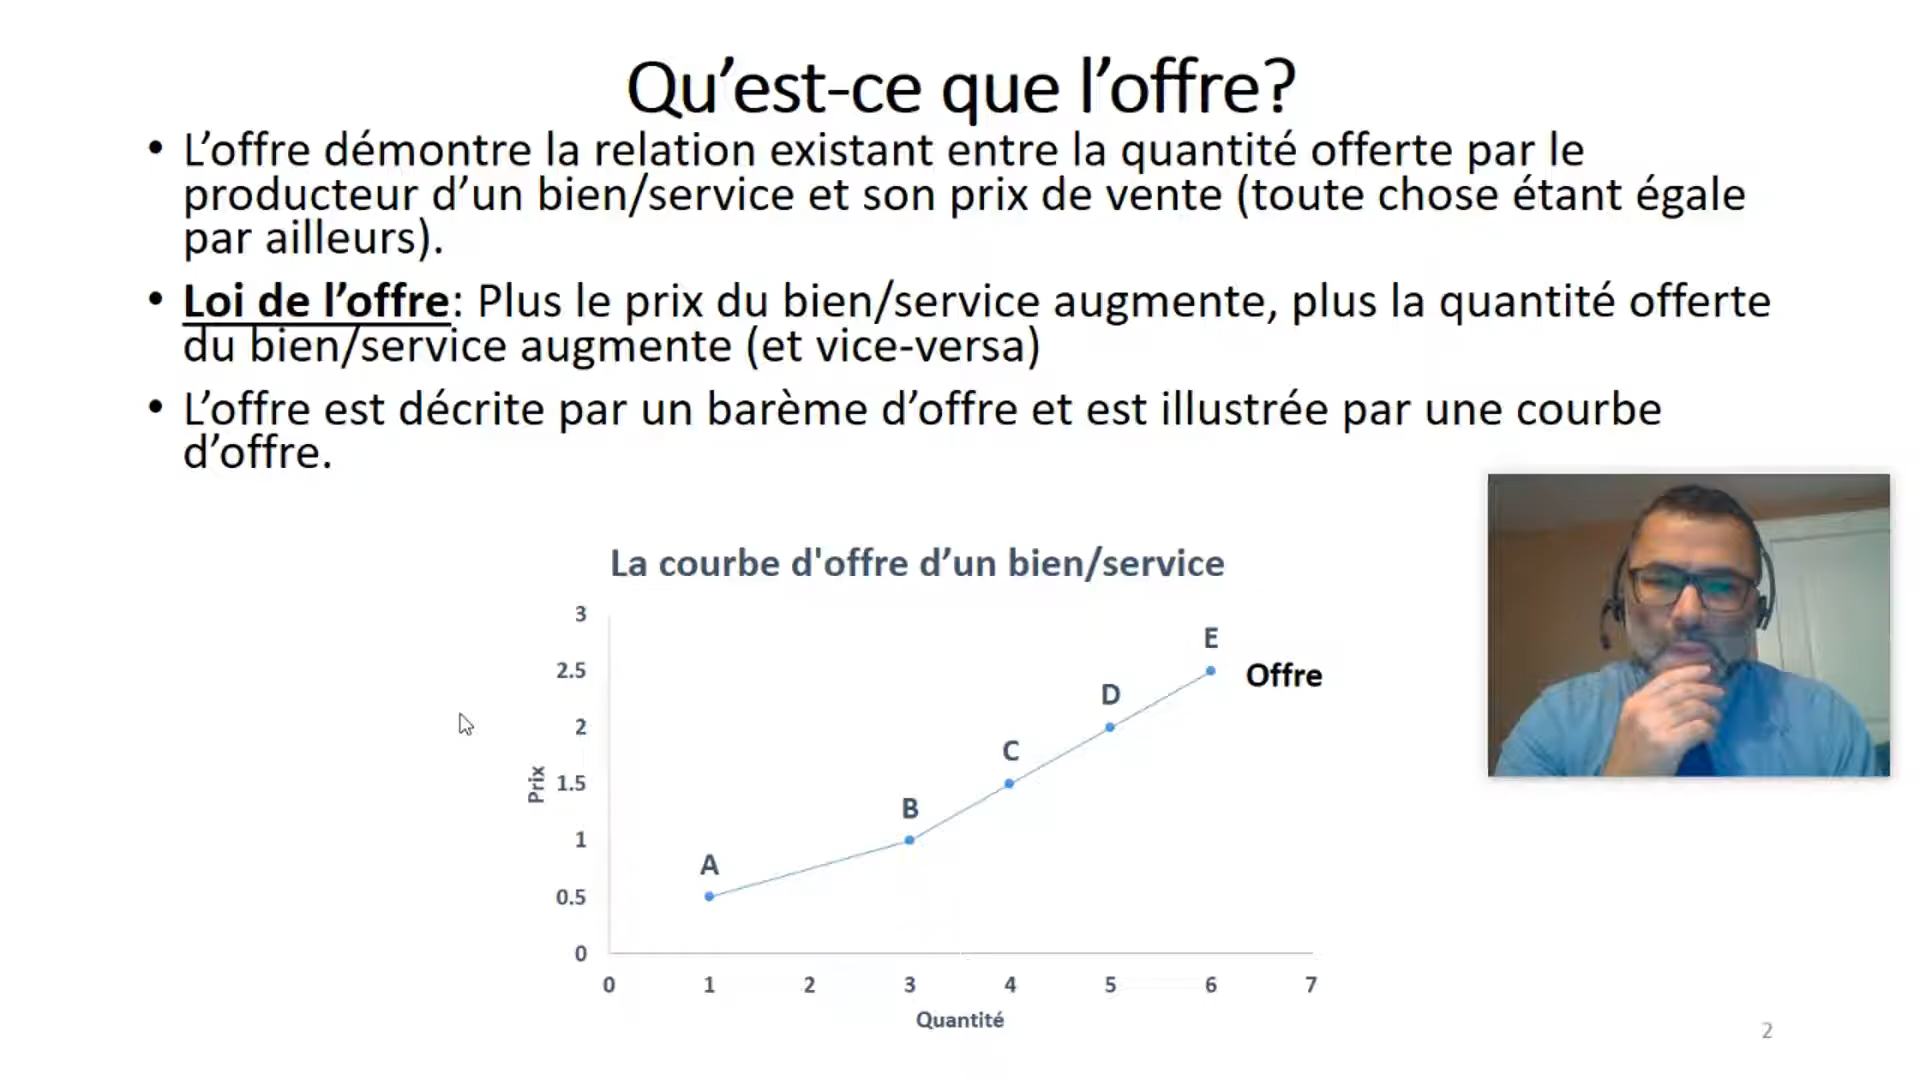 Qu’est-ce que l’offre?
• L’offre démontre la relation existant entre la quantité offerte par le
producteur d’un bien/service et son prix de vente (toute chose étant égale
par ailleurs).
• Loi de l’offre: Plus le prix du bien/service augmente, plus la quantité offerte
du bien/service augmente (et vice-versa)
• L’offre est décrite par un barème d’offre et est illustrée par une courbe
d’offre.
La courbe d'offre d’un bien/service
3
2.5
2
1.5
1
0.5
0
Prix
A
B
C
D
E
Offre
0 1 2 3 4 5 6 7
Quantité
2